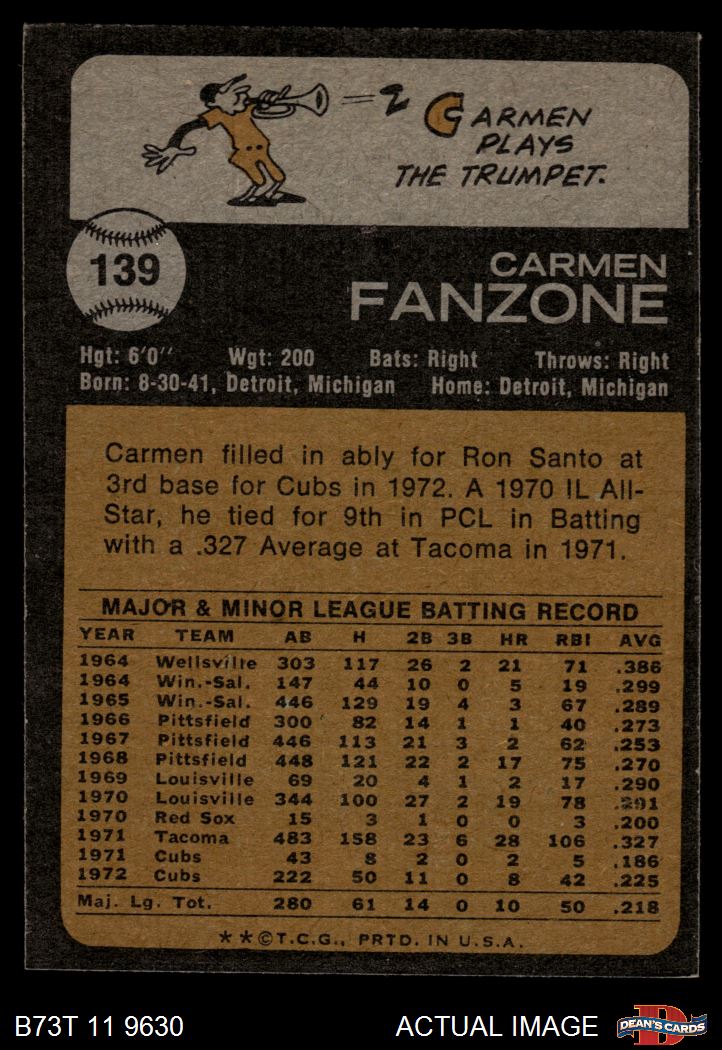 CARMEN
PLAYS
THE TRUMPET.
139
CARMEN
FANZONE
Hgt: 6'0'' Wgt: 200 Bats: Right Throws: Right
Born: 8-30-41, Detroit, Michigan Home: Detroit, Michigan
Carmen filled in ably for Ron Santo at
3rd base for Cubs in 1972. A 1970 IL All-
Star, he tied for 9th in PCL in Batting
with a .327 Average at Tacoma in 1971.
MAJOR & MINOR LEAGUE BATTING RECORD
YEAR TEAM AB H 2B 3B HR RBI AVG
1964 Wellsville 303 117 26 2 21 71 .386
1964 Win.-Sal. 147 44 10 0 5 19 .299
1965 Win.-Sal. 446 129 19 4 3 67 .289
1966 Pittsfield 300 82 14 1 1 40 .273
1967 Pittsfield 446 113 21 3 2 62 .253
1968 Pittsfield 448 121 22 2 17 75 .270
1969 Louisville 69 20 4 1 2 17 .290
1970 Louisville 344 100 27 2 19 78 .291
1970 Red Sox 15 3 1 0 0 3 .200
1971 Tacoma 483 158 23 6 28 106 .327
1971 Cubs 43 8 2 0 2 5 .186
1972 Cubs 222 50 11 0 8 42 .225
Maj. Lg. Tot. 280 61 14 0 10 50 .218
**©T.C.G., PRTD. IN U.S.A.
B73T 11 9630 ACTUAL IMAGE
D
DEAN'S CARDS